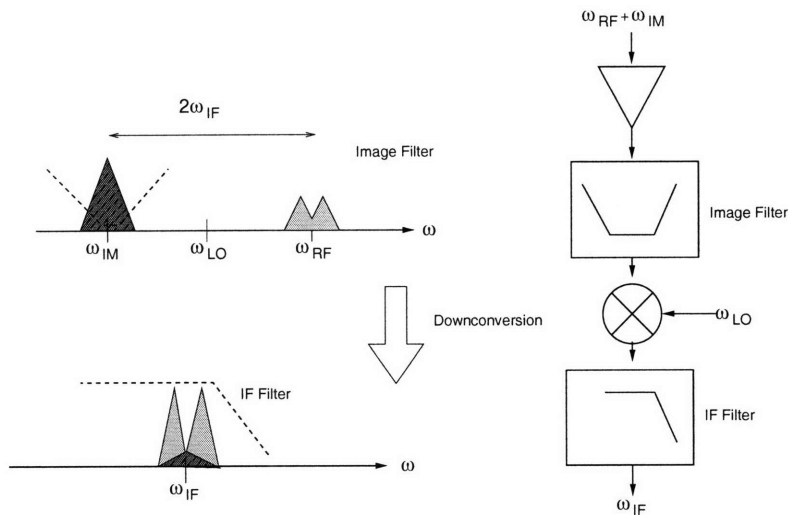 2ω_IF
Image Filter
ω_IM
ω_LO
ω_RF
ω
Downconversion
IF Filter
ω_IF
ω
ω_RF+ω_IM
Image Filter
ω_LO
IF Filter
ω_IF